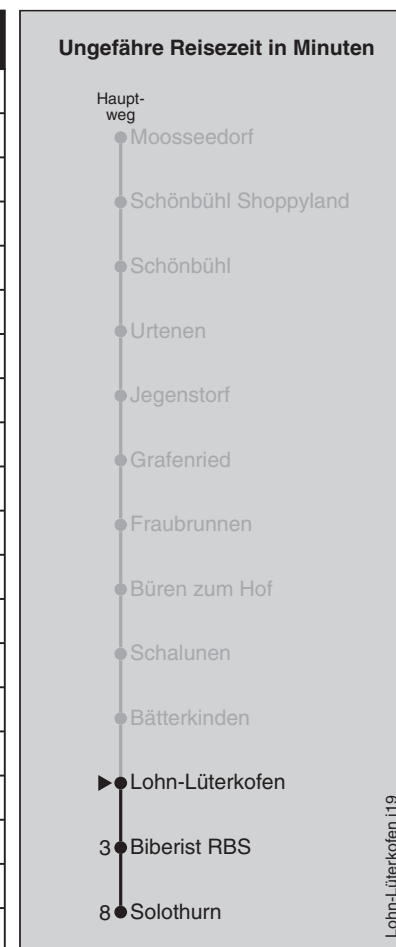 Ungefähre Reisezeit in Minuten
Haupt-
weg
Moosseedorf
Schönbühl Shoppyland
Schönbühl
Urtenen
Jegenstorf
Grafenried
Fraubrunnen
Büren zum Hof
Schalunen
Bätterkinden
Lohn-Lüterkofen
3 Biberist RBS
8 Solothurn
Lohn-Lüterkofen j19